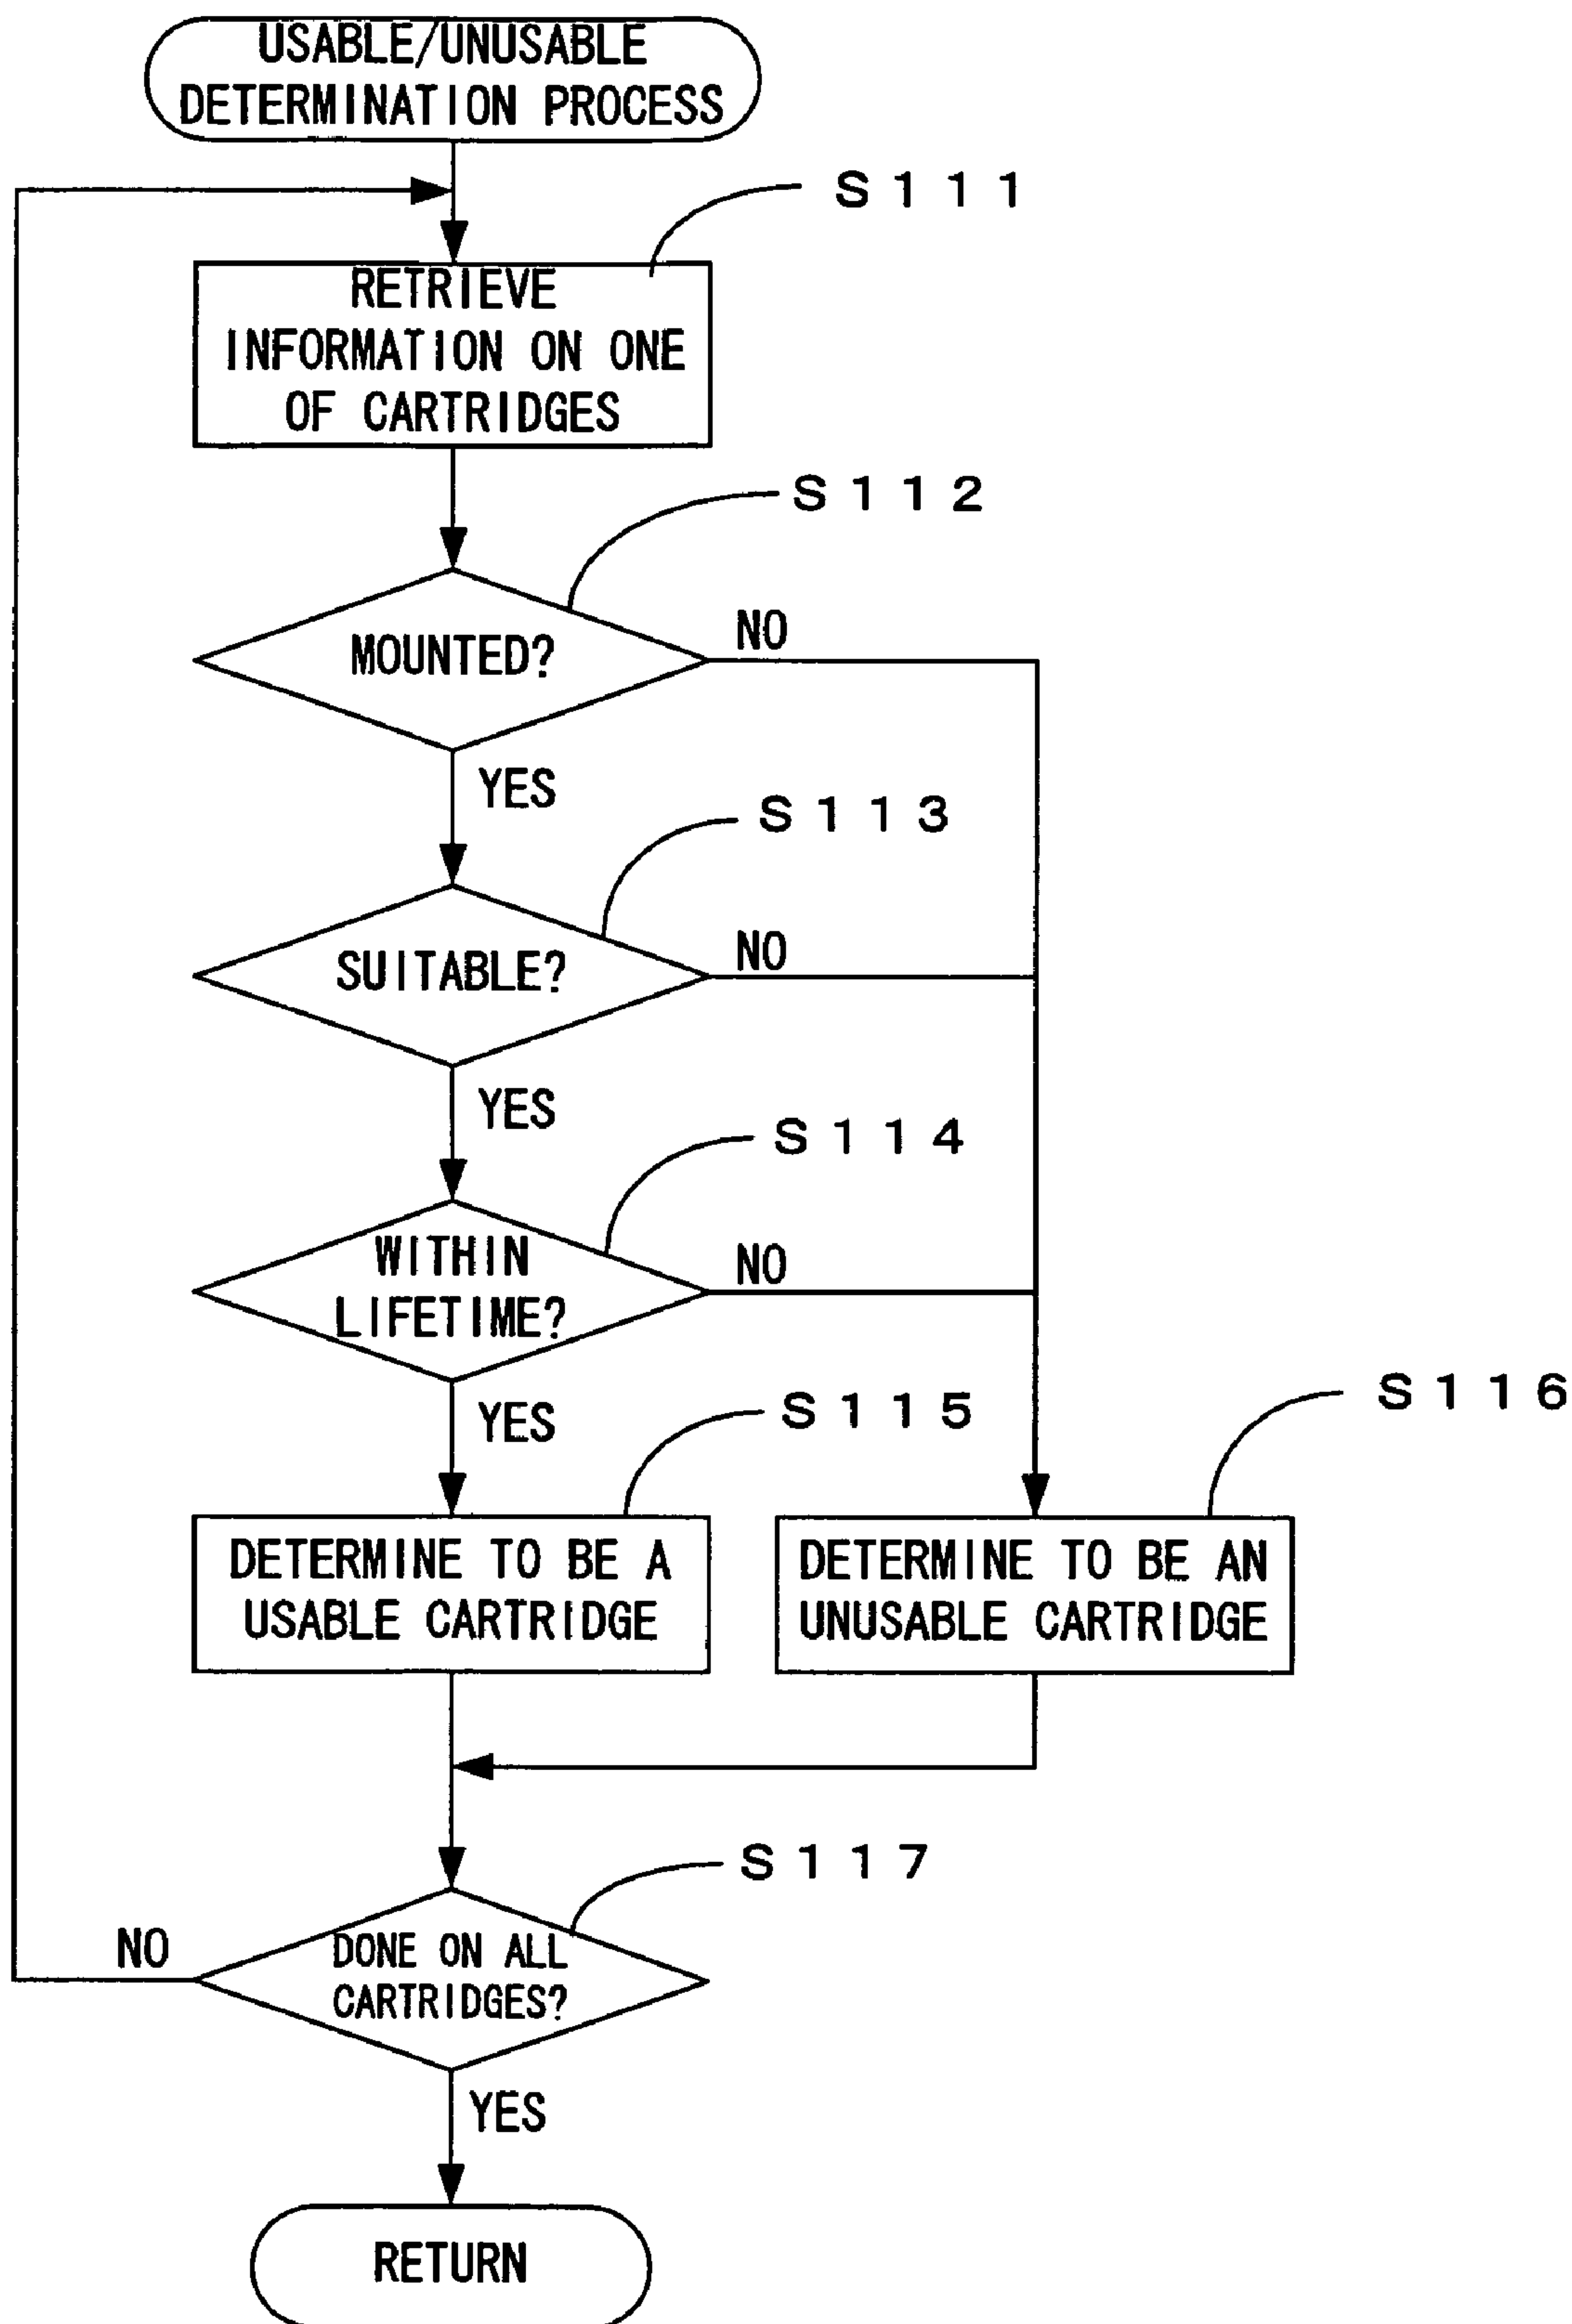 USABLE/UNUSABLE
DETERMINATION PROCESS
S111
RETRIEVE
INFORMATION ON ONE
OF CARTRIDGES
S112
MOUNTED?
NO
YES
S113
SUITABLE?
NO
YES
S114
WITHIN
LIFETIME?
NO
YES
S115
S116
DETERMINE TO BE A
USABLE CARTRIDGE
DETERMINE TO BE AN
UNUSABLE CARTRIDGE
S117
NO
DONE ON ALL
CARTRIDGES?
YES
RETURN